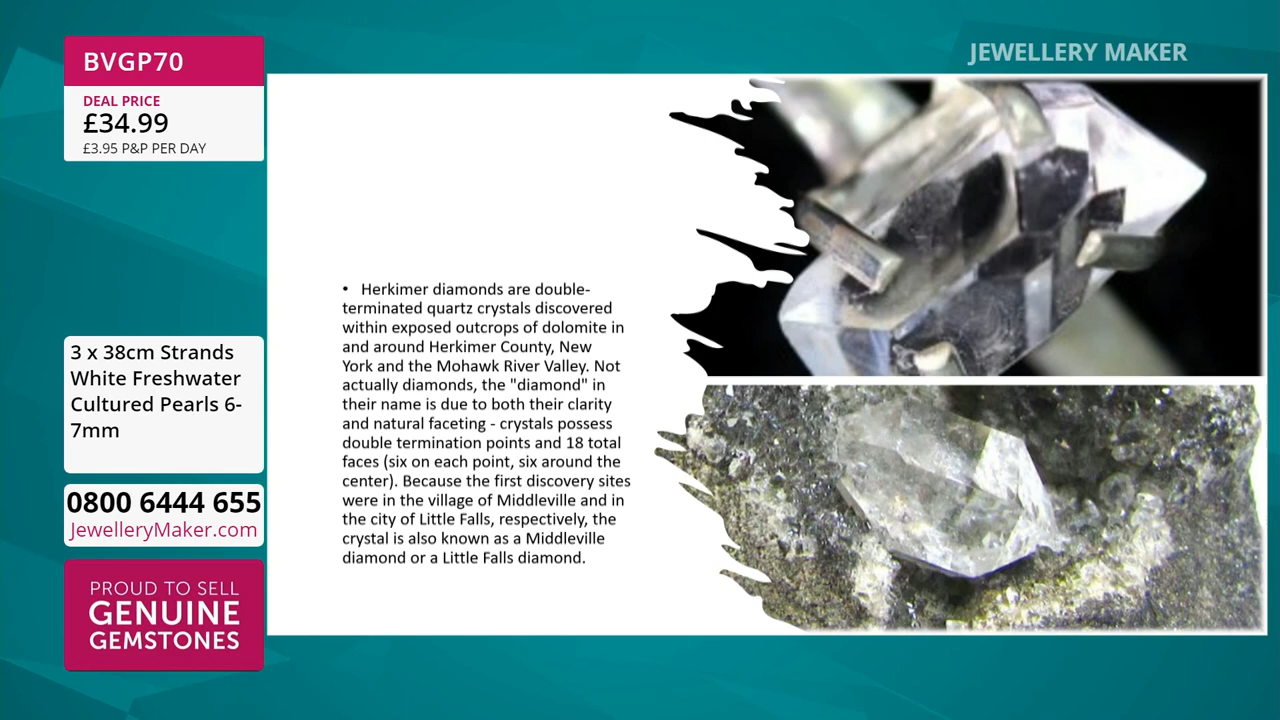 BVGP70
DEAL PRICE
£34.99
£3.95 P&P PER DAY
3 x 38cm Strands
White Freshwater
Cultured Pearls 6-
7mm
0800 6444 655
JewelleryMaker.com
PROUD TO SELL
GENUINE
GEMSTONES
JEWELLERY MAKER
• Herkimer diamonds are double-
terminated quartz crystals discovered
within exposed outcrops of dolomite in
and around Herkimer County, New
York and the Mohawk River Valley. Not
actually diamonds, the "diamond" in
their name is due to both their clarity
and natural faceting - crystals possess
double termination points and 18 total
faces (six on each point, six around the
center). Because the first discovery sites
were in the village of Middleville and in
the city of Little Falls, respectively, the
crystal is also known as a Middleville
diamond or a Little Falls diamond.